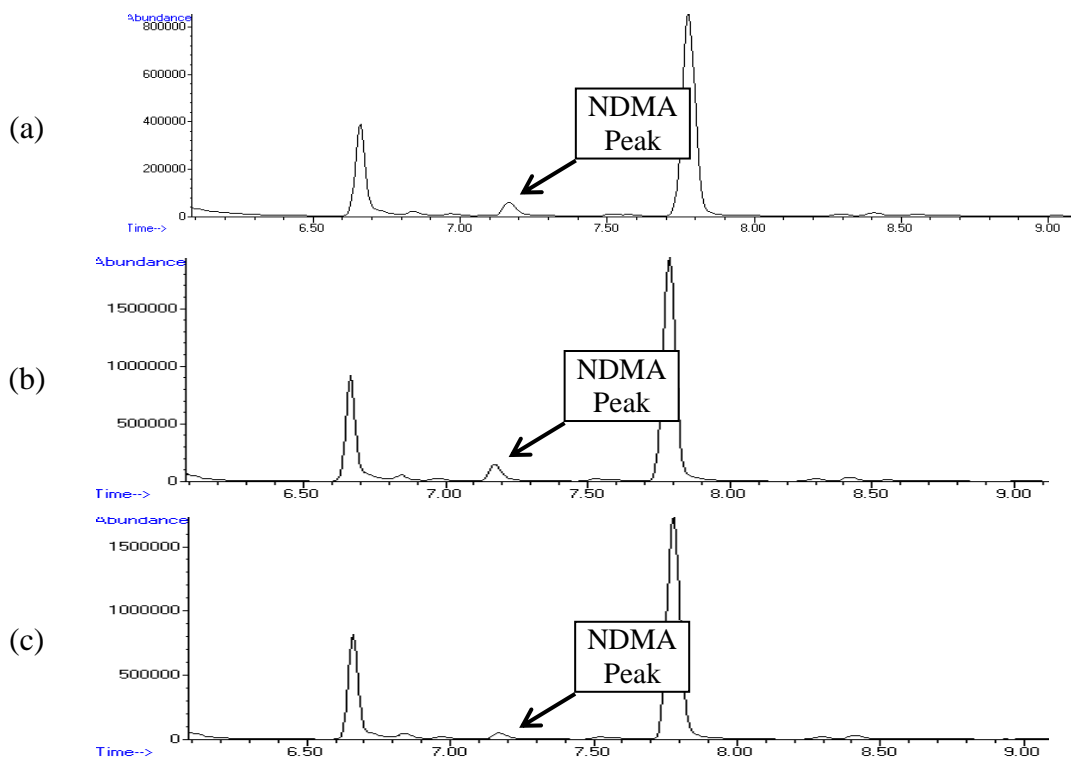 Abundance
800000
600000
400000
200000
0
(a)
NDMA
Peak
6.50 7.00 7.50 8.00 8.50 9.00
Time-->
Abundance
1500000
1000000
500000
0
(b)
NDMA
Peak
6.50 7.00 7.50 8.00 8.50 9.00
Time-->
Abundance
1500000
1000000
500000
0
(c)
NDMA
Peak
6.50 7.00 7.50 8.00 8.50 9.00
Time-->